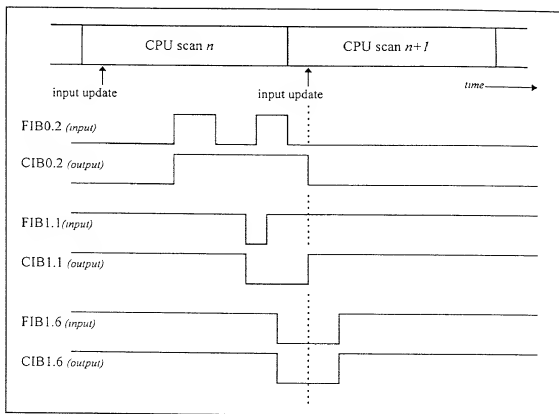 CPU scan n CPU scan n+1
input update input update time
FIB0.2 (input)
CIB0.2 (output)
FIB1.1(input)
CIB1.1 (output)
FIB1.6 (input)
CIB1.6 (output)